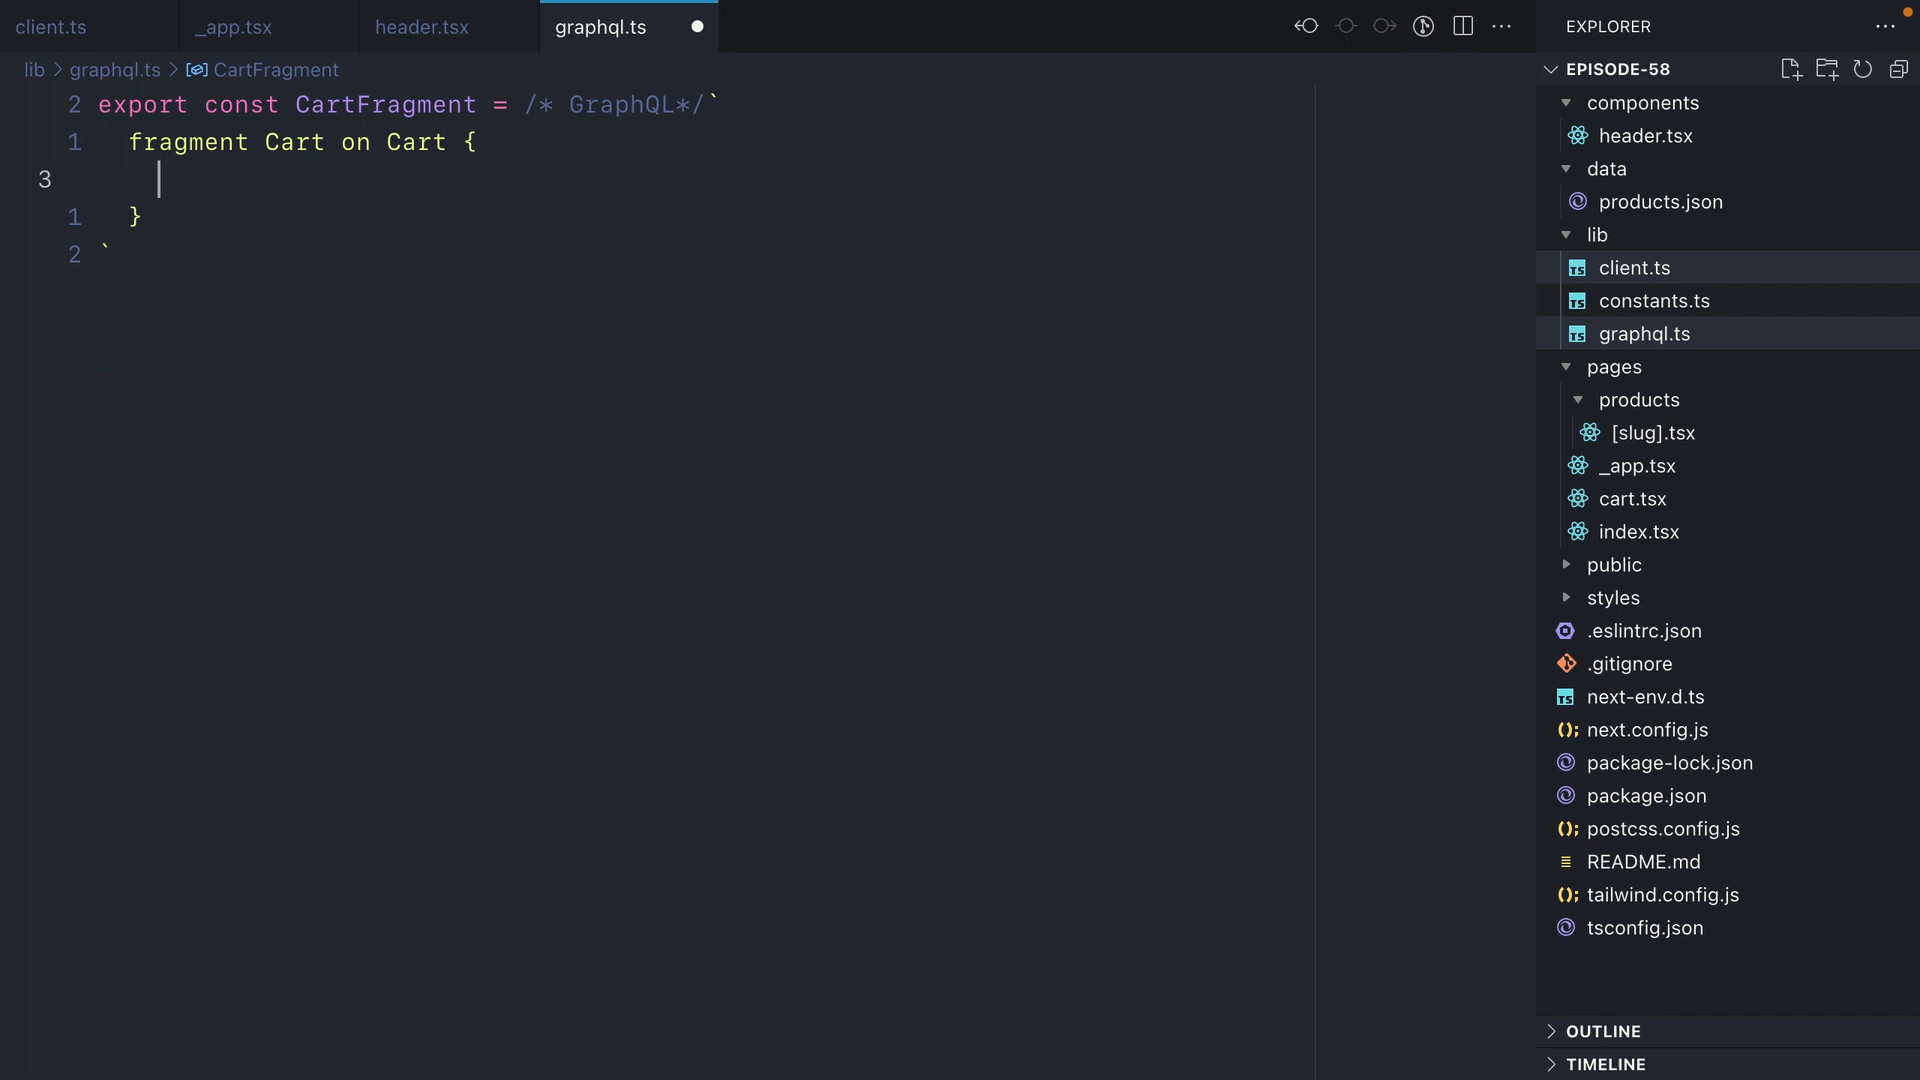 client.ts
_app.tsx
header.tsx
graphql.ts
lib > graphql.ts > CartFragment
2 export const CartFragment = /* GraphQL*/`
1 fragment Cart on Cart {
3
1 }
2 `
EXPLORER
EPISODE-58
components
header.tsx
data
products.json
lib
client.ts
constants.ts
graphql.ts
pages
products
[slug].tsx
_app.tsx
cart.tsx
index.tsx
public
styles
.eslintrc.json
.gitignore
next-env.d.ts
next.config.js
package-lock.json
package.json
postcss.config.js
README.md
tailwind.config.js
tsconfig.json
OUTLINE
TIMELINE